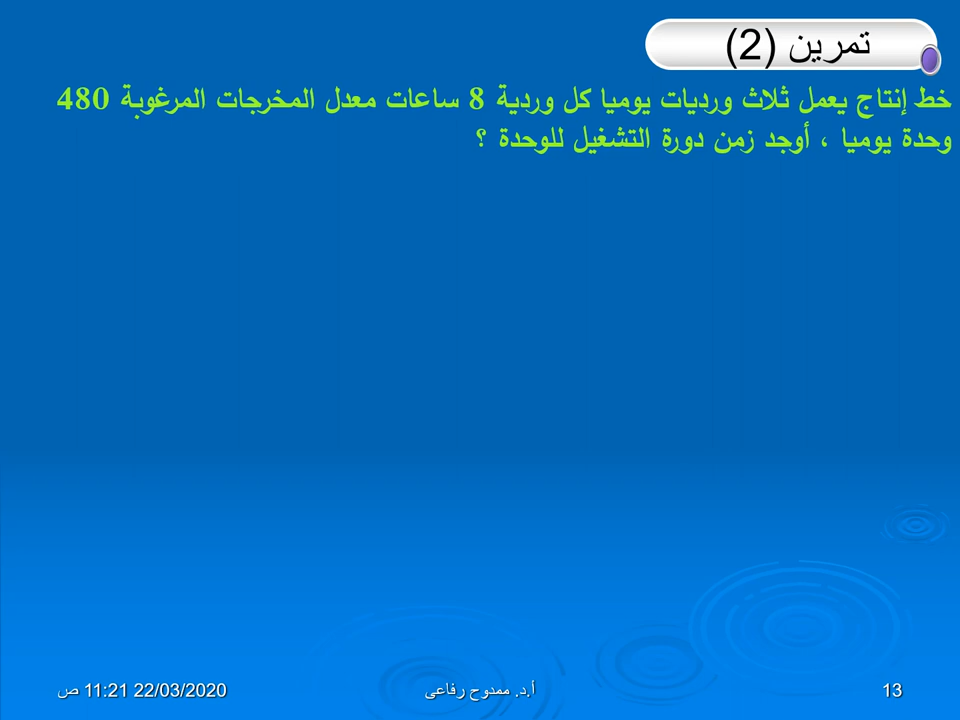 تمرين (2)
خط إنتاج يعمل ثلاث ورديات يوميا كل وردية 8 ساعات معدل المخرجات المرغوبة 480
وحدة يوميا ، أوجد زمن دورة التشغيل للوحدة ؟
13
أ.د. ممدوح رفاعى
22/03/2020 11:21 ص